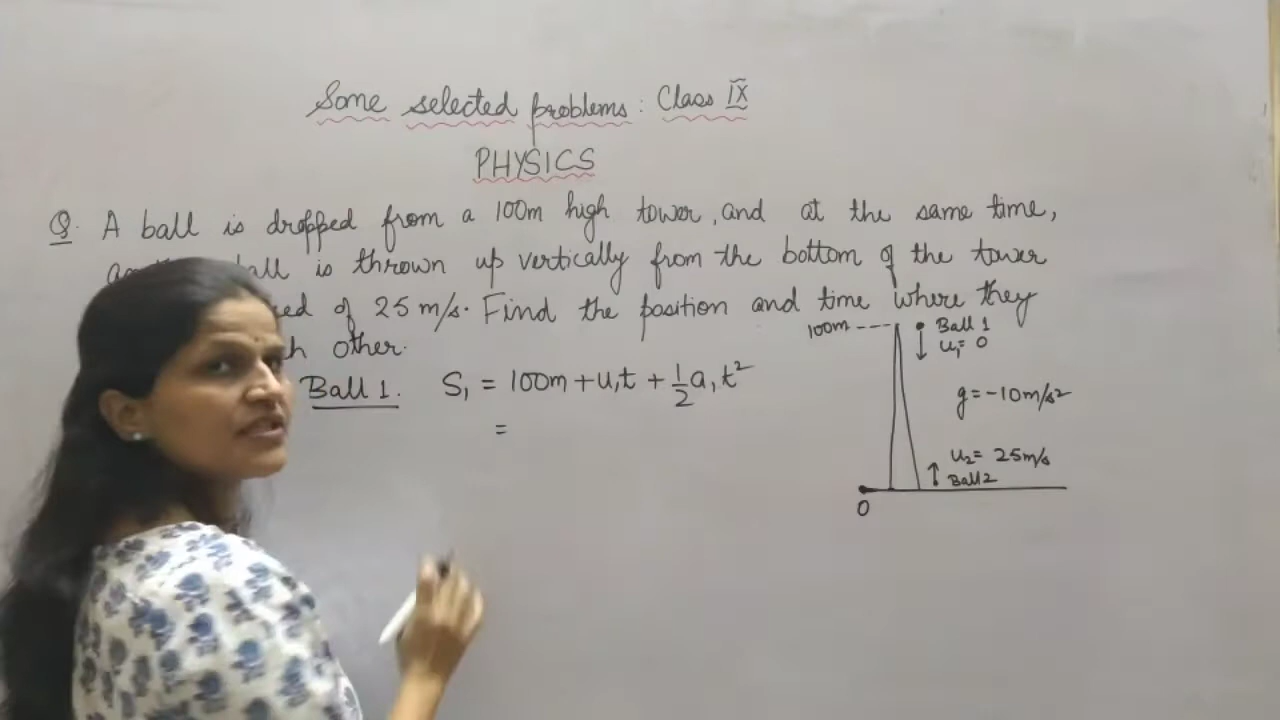 Some selected problems: Class IX
PHYSICS
Q. A ball is dropped from a 100m high tower, and at the same time,
ball is thrown up vertically from the bottom of the tower
of 25 m/s. Find the position and time where they
other.
100m
Ball 1
u₁= 0
Ball 1. S₁ = 100m + u₁t + 1/2 a₁t²
=
g = -10m/s²
u₂= 25m/s
Ball 2
O